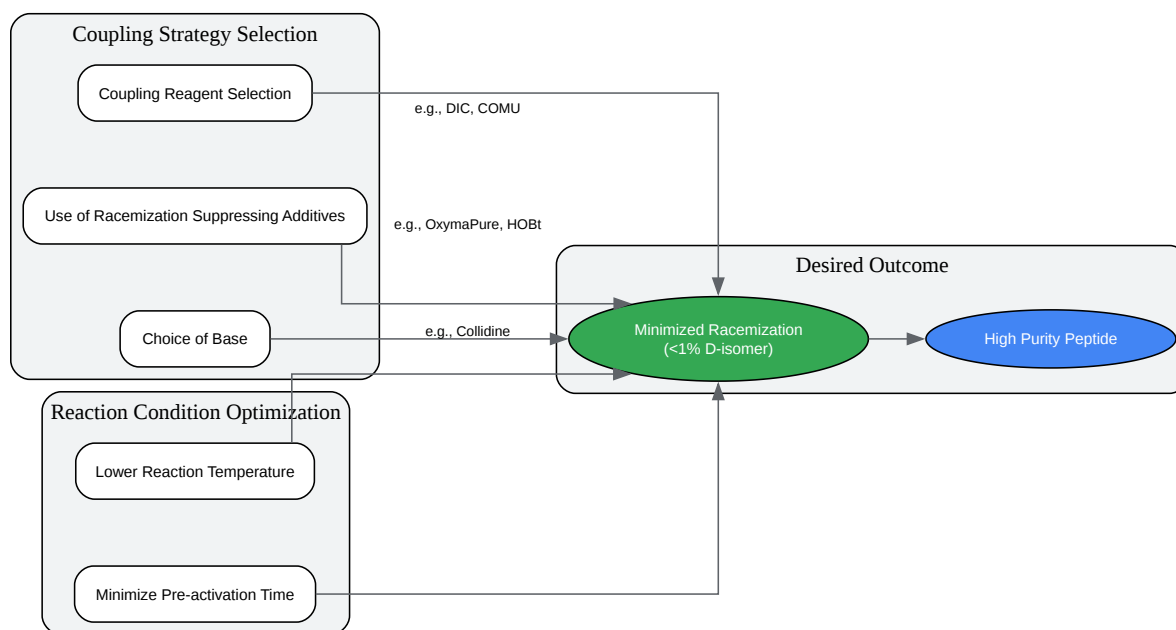 Coupling Strategy Selection
Coupling Reagent Selection
e.g., DIC, COMU
Use of Racemization Suppressing Additives
e.g., OxymaPure, HOBt
Choice of Base
e.g., Collidine
Desired Outcome
Minimized Racemization
(<1% D-isomer)
High Purity Peptide
Reaction Condition Optimization
Lower Reaction Temperature
Minimize Pre-activation Time